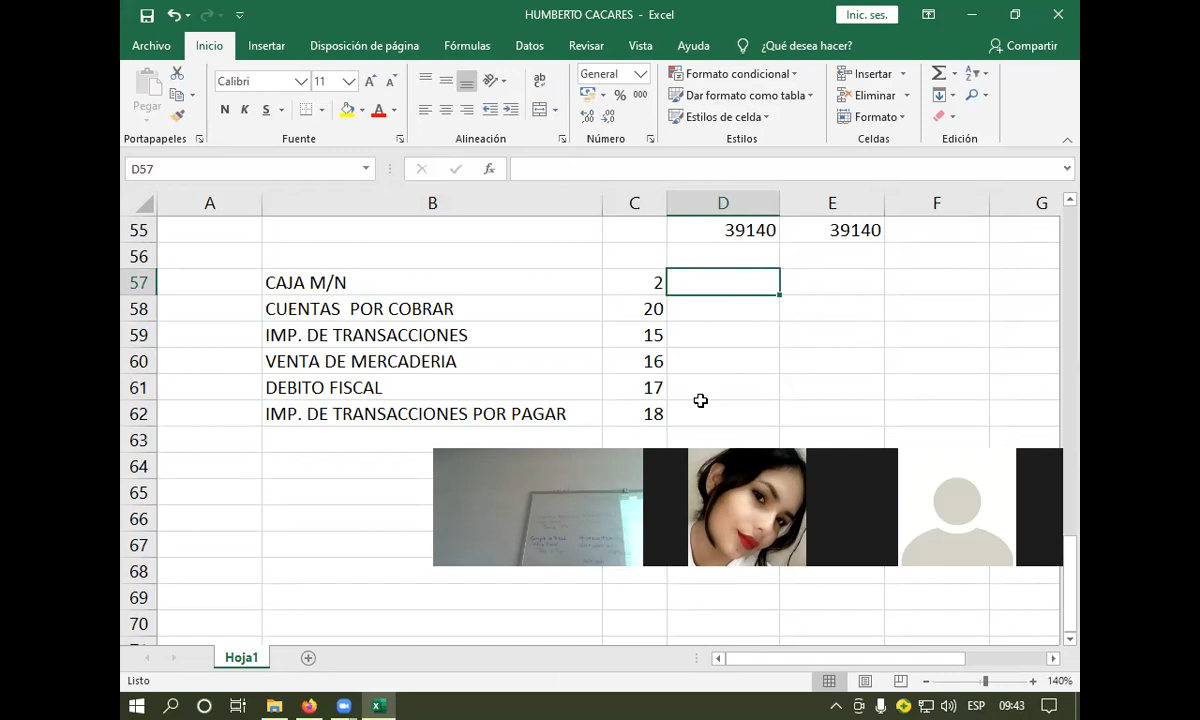 HUMBERTO CACARES - Excel
Inic. ses.
Archivo Inicio Insertar Disposición de página Fórmulas Datos Revisar Vista Ayuda ¿Qué desea hacer? Compartir
Pegar
Calibri 11
N K S
ab
General
% 000
Formato condicional
Dar formato como tabla
Estilos de celda
Insertar
Eliminar
Formato
Portapapeles Fuente Alineación Número Estilos Celdas Edición
D57 fx
A B C D E F G
55 39140 39140
56
57 CAJA M/N 2
58 CUENTAS POR COBRAR 20
59 IMP. DE TRANSACCIONES 15
60 VENTA DE MERCADERIA 16
61 DEBITO FISCAL 17
62 IMP. DE TRANSACCIONES POR PAGAR 18
63
64
65
66
67
68
69
70
Hoja1
Listo 140%
ESP 09:43